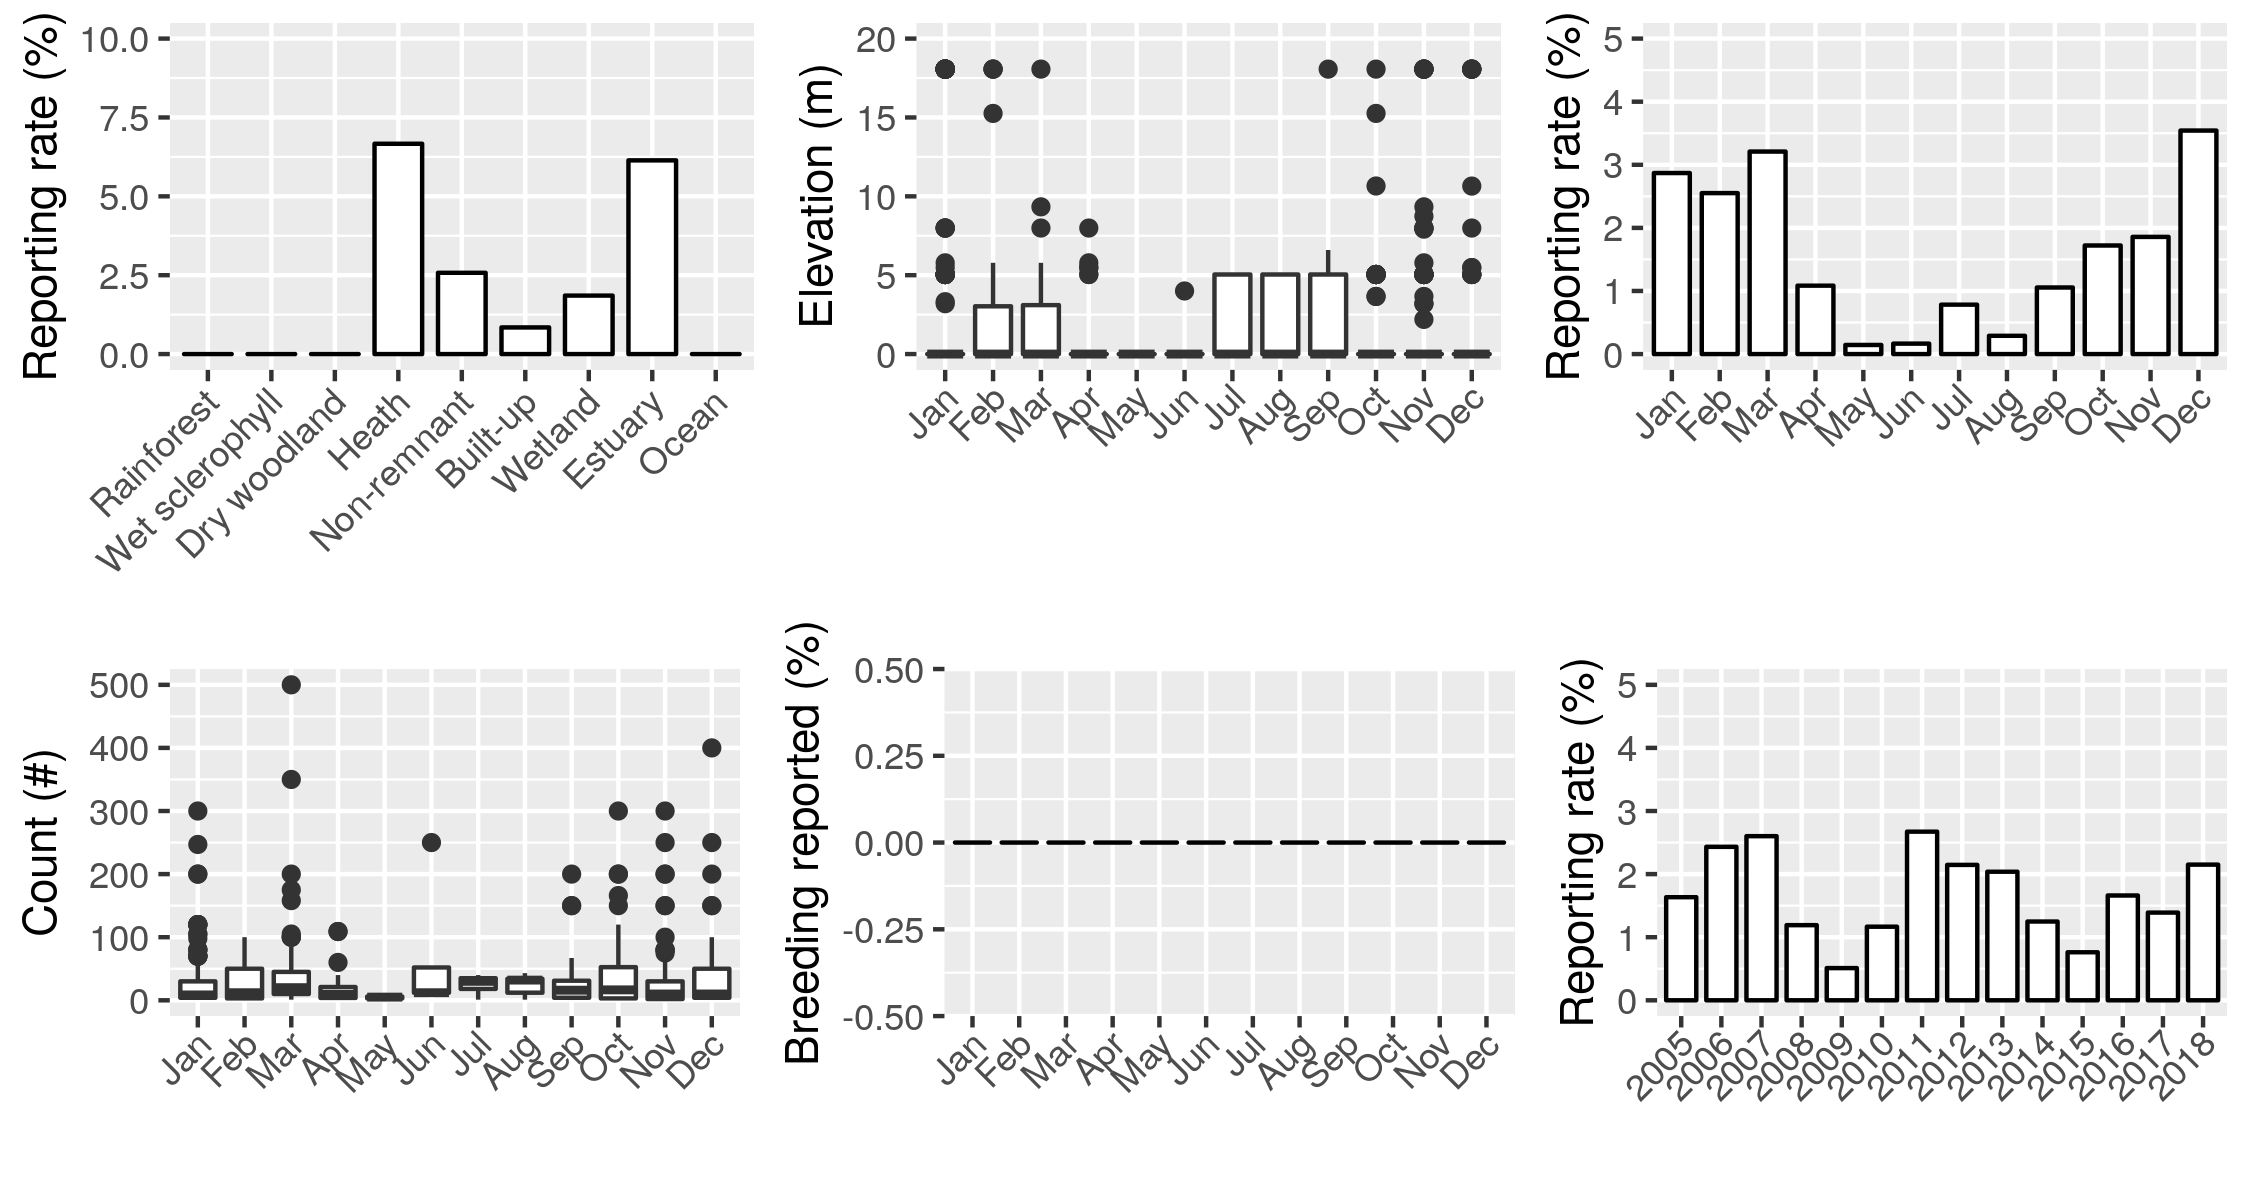 Reporting rate (%)
10.0
7.5
5.0
2.5
0.0
Rainforest
Wet sclerophyll
Dry woodland
Heath
Non-remnant
Built-up
Wetland
Estuary
Ocean
Elevation (m)
20
15
10
5
0
Jan
Feb
Mar
Apr
May
Jun
Jul
Aug
Sep
Oct
Nov
Dec
Reporting rate (%)
5
4
3
2
1
0
Jan
Feb
Mar
Apr
May
Jun
Jul
Aug
Sep
Oct
Nov
Dec
Count (#)
500
400
300
200
100
0
Jan
Feb
Mar
Apr
May
Jun
Jul
Aug
Sep
Oct
Nov
Dec
Breeding reported (%)
0.50
0.25
0.00
-0.25
-0.50
Jan
Feb
Mar
Apr
May
Jun
Jul
Aug
Sep
Oct
Nov
Dec
Reporting rate (%)
5
4
3
2
1
0
2005
2006
2007
2008
2009
2010
2011
2012
2013
2014
2015
2016
2017
2018